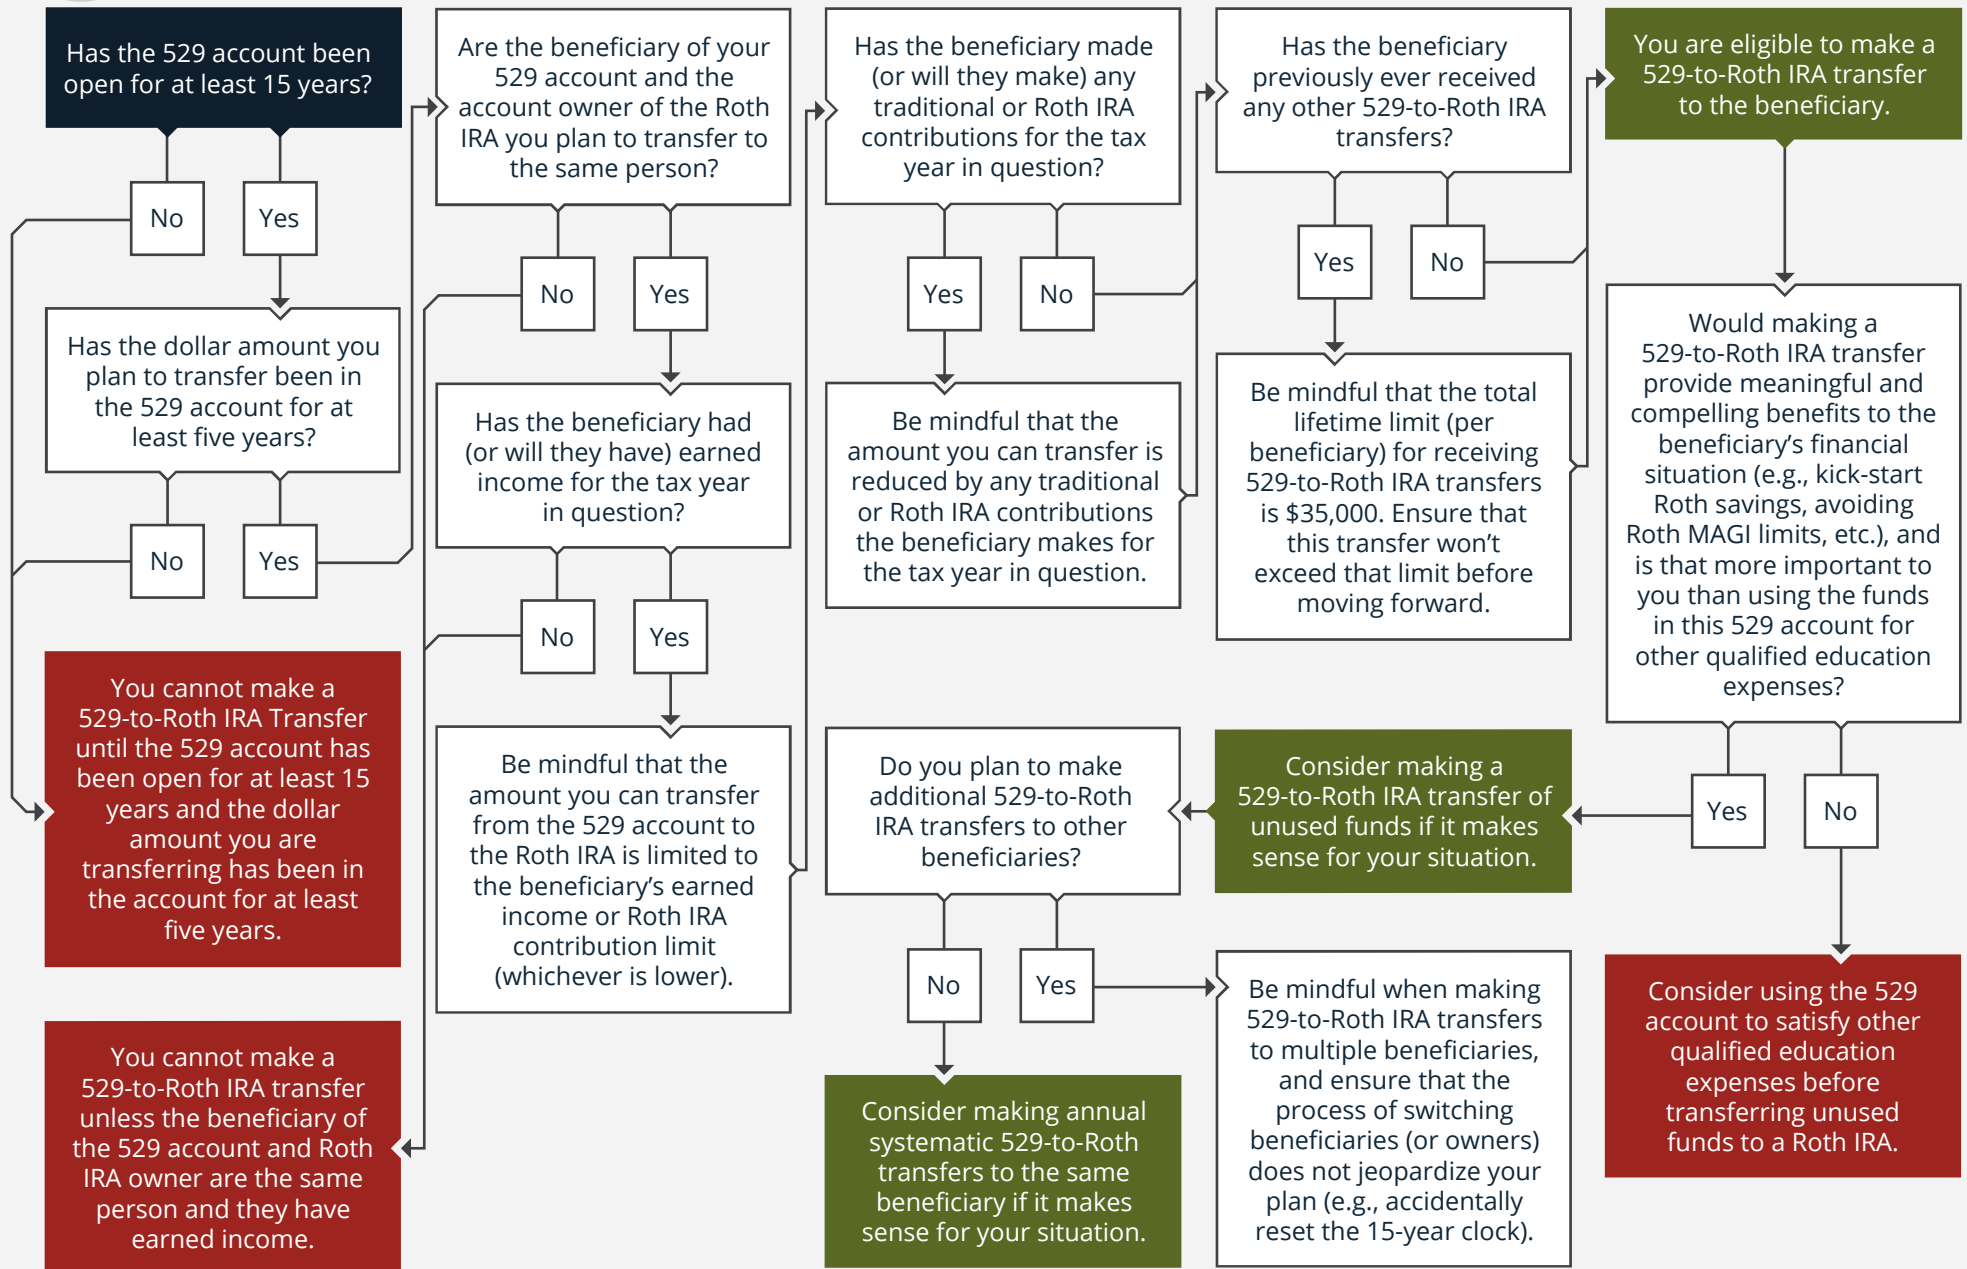 Has the 529 account been
open for at least 15 years?
No
Yes
Has the dollar amount you
plan to transfer been in
the 529 account for at
least five years?
No
Yes
You cannot make a
529-to-Roth IRA Transfer
until the 529 account has
been open for at least 15
years and the dollar
amount you are
transferring has been in
the account for at least
five years.
You cannot make a
529-to-Roth IRA transfer
unless the beneficiary of
the 529 account and Roth
IRA owner are the same
person and they have
earned income.
Are the beneficiary of your
529 account and the
account owner of the Roth
IRA you plan to transfer to
the same person?
No
Yes
Has the beneficiary had
(or will they have) earned
income for the tax year
in question?
No
Yes
Be mindful that the
amount you can transfer
from the 529 account to
the Roth IRA is limited to
the beneficiary’s earned
income or Roth IRA
contribution limit
(whichever is lower).
Has the beneficiary made
(or will they make) any
traditional or Roth IRA
contributions for the tax
year in question?
Yes
No
Be mindful that the
amount you can transfer is
reduced by any traditional
or Roth IRA contributions
the beneficiary makes for
the tax year in question.
Has the beneficiary
previously ever received
any other 529-to-Roth IRA
transfers?
Yes
No
Be mindful that the total
lifetime limit (per
beneficiary) for receiving
529-to-Roth IRA transfers
is $35,000. Ensure that
this transfer won’t
exceed that limit before
moving forward.
You are eligible to make a
529-to-Roth IRA transfer
to the beneficiary.
Would making a
529-to-Roth IRA transfer
provide meaningful and
compelling benefits to the
beneficiary’s financial
situation (e.g., kick-start
Roth savings, avoiding
Roth MAGI limits, etc.), and
is that more important to
you than using the funds
in this 529 account for
other qualified education
expenses?
Yes
No
Consider using the 529
account to satisfy other
qualified education
expenses before
transferring unused
funds to a Roth IRA.
Consider making a
529-to-Roth IRA transfer of
unused funds if it makes
sense for your situation.
Do you plan to make
additional 529-to-Roth
IRA transfers to other
beneficiaries?
No
Yes
Consider making annual
systematic 529-to-Roth
transfers to the same
beneficiary if it makes
sense for your situation.
Be mindful when making
529-to-Roth IRA transfers
to multiple beneficiaries,
and ensure that the
process of switching
beneficiaries (or owners)
does not jeopardize your
plan (e.g., accidentally
reset the 15-year clock).